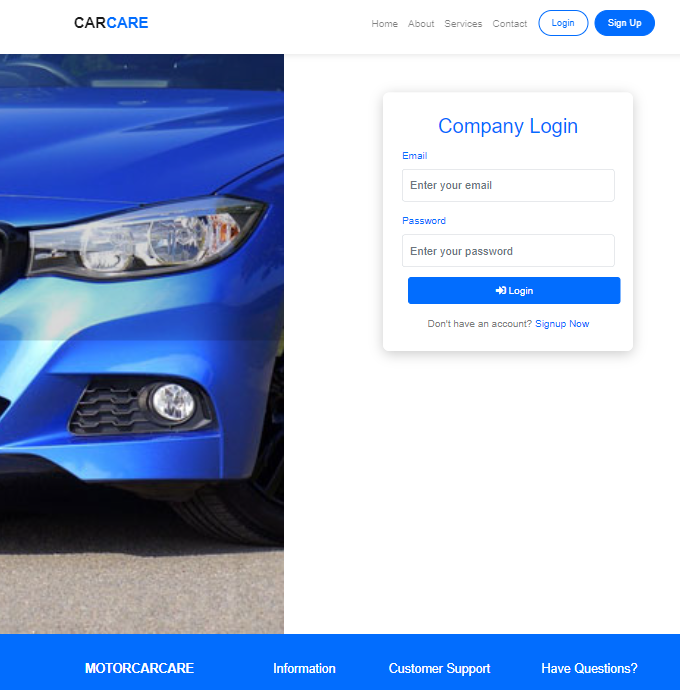 CARCARE
Home About Services Contact Login Sign Up
Company Login
Email
Enter your email
Password
Enter your password
Login
Don't have an account? Signup Now
MOTORCARCARE Information Customer Support Have Questions?